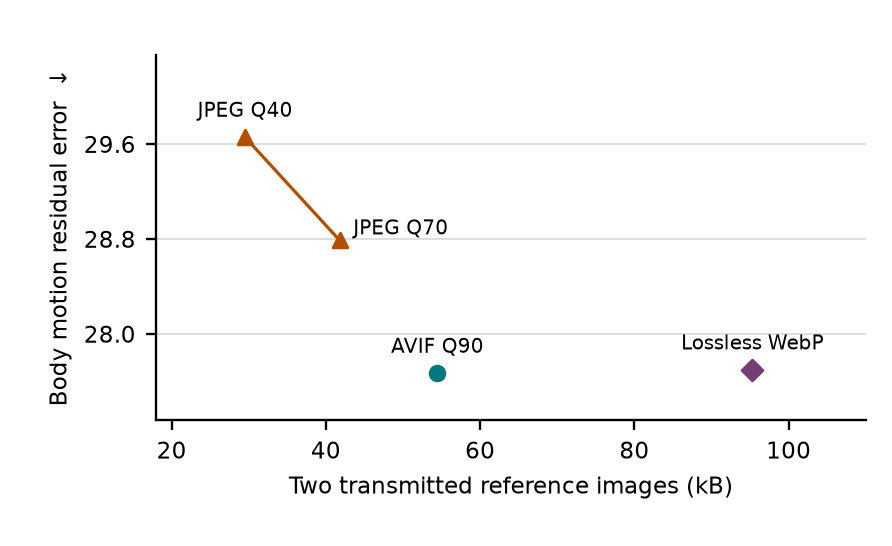 Body motion residual error ↓
29.6
28.8
28.0
JPEG Q40
JPEG Q70
AVIF Q90
Lossless WebP
20 40 60 80 100
Two transmitted reference images (kB)